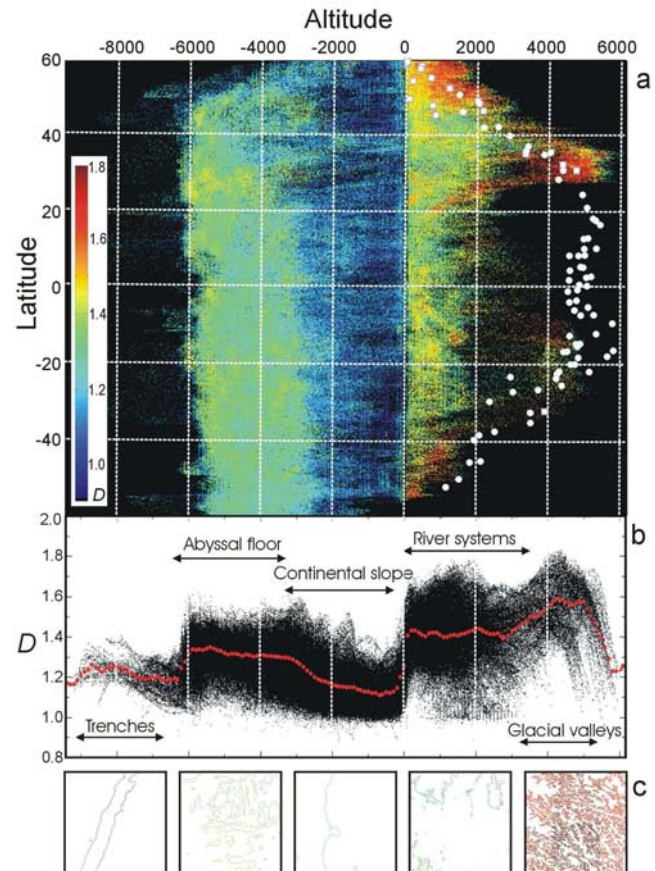 Altitude
-8000 -6000 -4000 -2000 0 2000 4000 6000
a
60
40
20
0
-20
-40
Latitude
1.8
1.6
1.4
1.2
1.0
D
b
2.0
1.8
1.6
1.4
1.2
1.0
0.8
D
Abyssal floor
River systems
Continental slope
Trenches
Glacial valleys
c